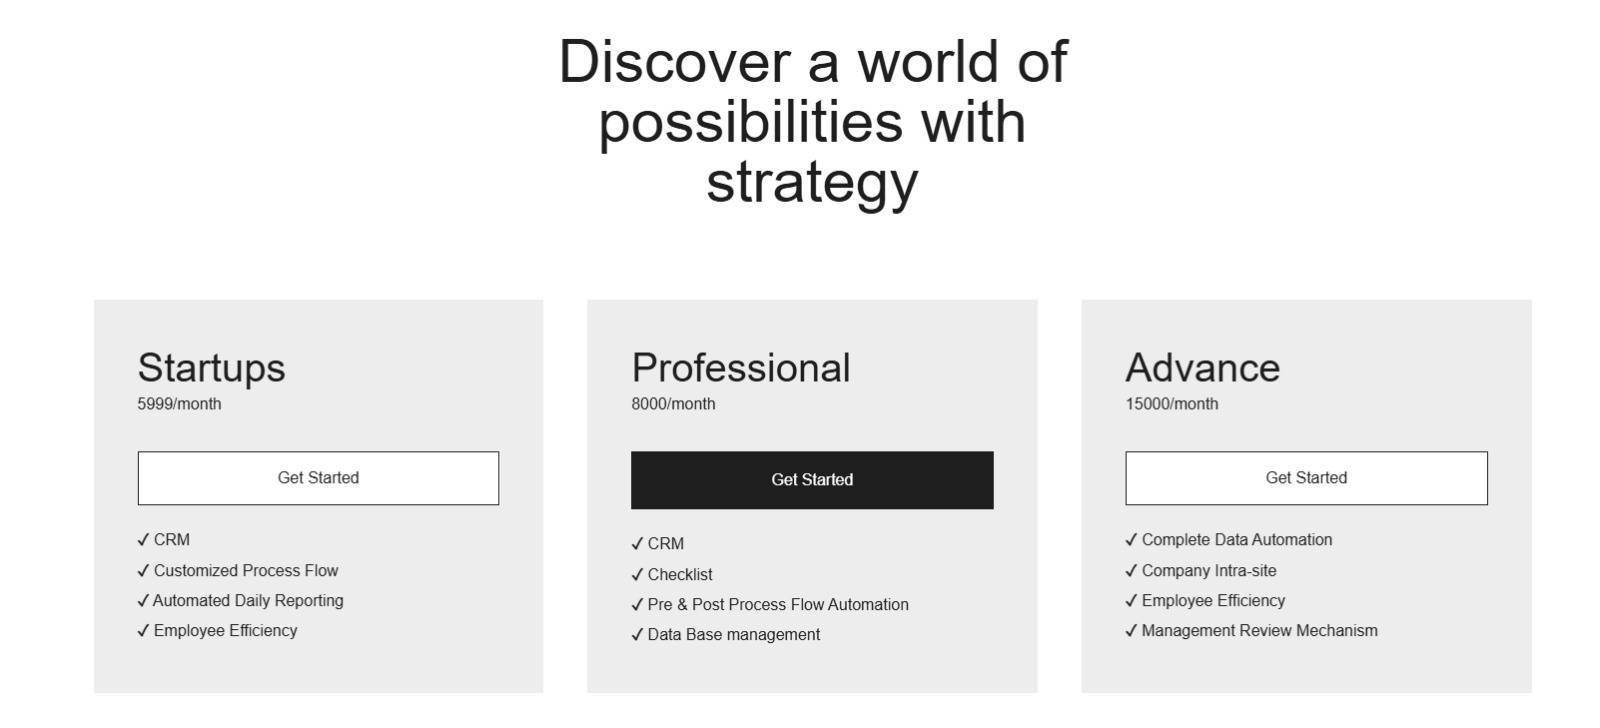 Discover a world of
possibilities with
strategy
Startups
5999/month
Get Started
✓ CRM
✓ Customized Process Flow
✓ Automated Daily Reporting
✓ Employee Efficiency
Professional
8000/month
Get Started
✓ CRM
✓ Checklist
✓ Pre & Post Process Flow Automation
✓ Data Base management
Advance
15000/month
Get Started
✓ Complete Data Automation
✓ Company Intra-site
✓ Employee Efficiency
✓ Management Review Mechanism